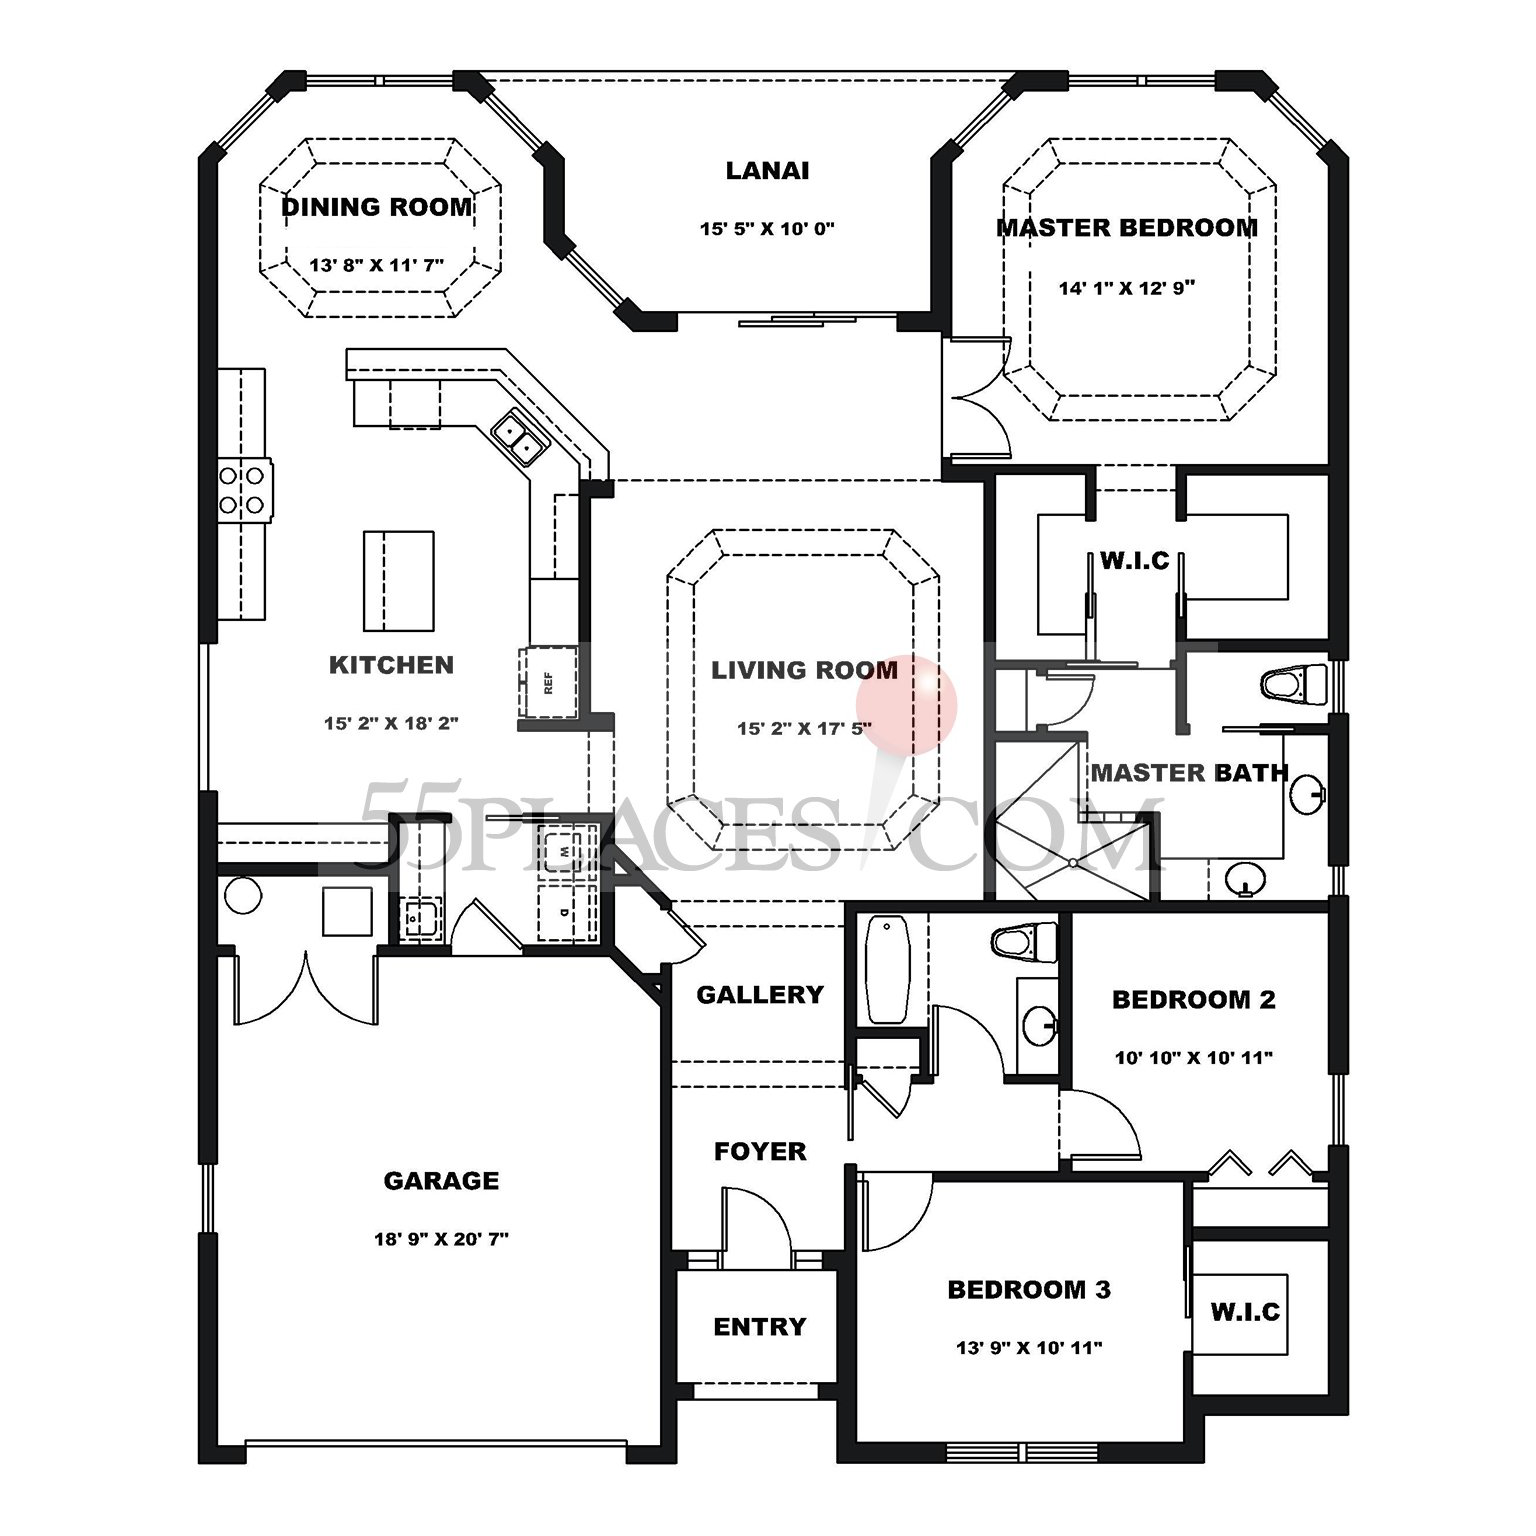 LANAI
15' 5" X 10' 0"
DINING ROOM
13' 8" X 11' 7"
MASTER BEDROOM
14' 1" X 12' 9"
W.I.C
KITCHEN
15' 2" X 18' 2"
REF
LIVING ROOM
15' 2" X 17' 5"
MASTER BATH
55PLACES.COM
W
D
GALLERY
BEDROOM 2
10' 10" X 10' 11"
FOYER
GARAGE
18' 9" X 20' 7"
BEDROOM 3
13' 9" X 10' 11"
W.I.C
ENTRY